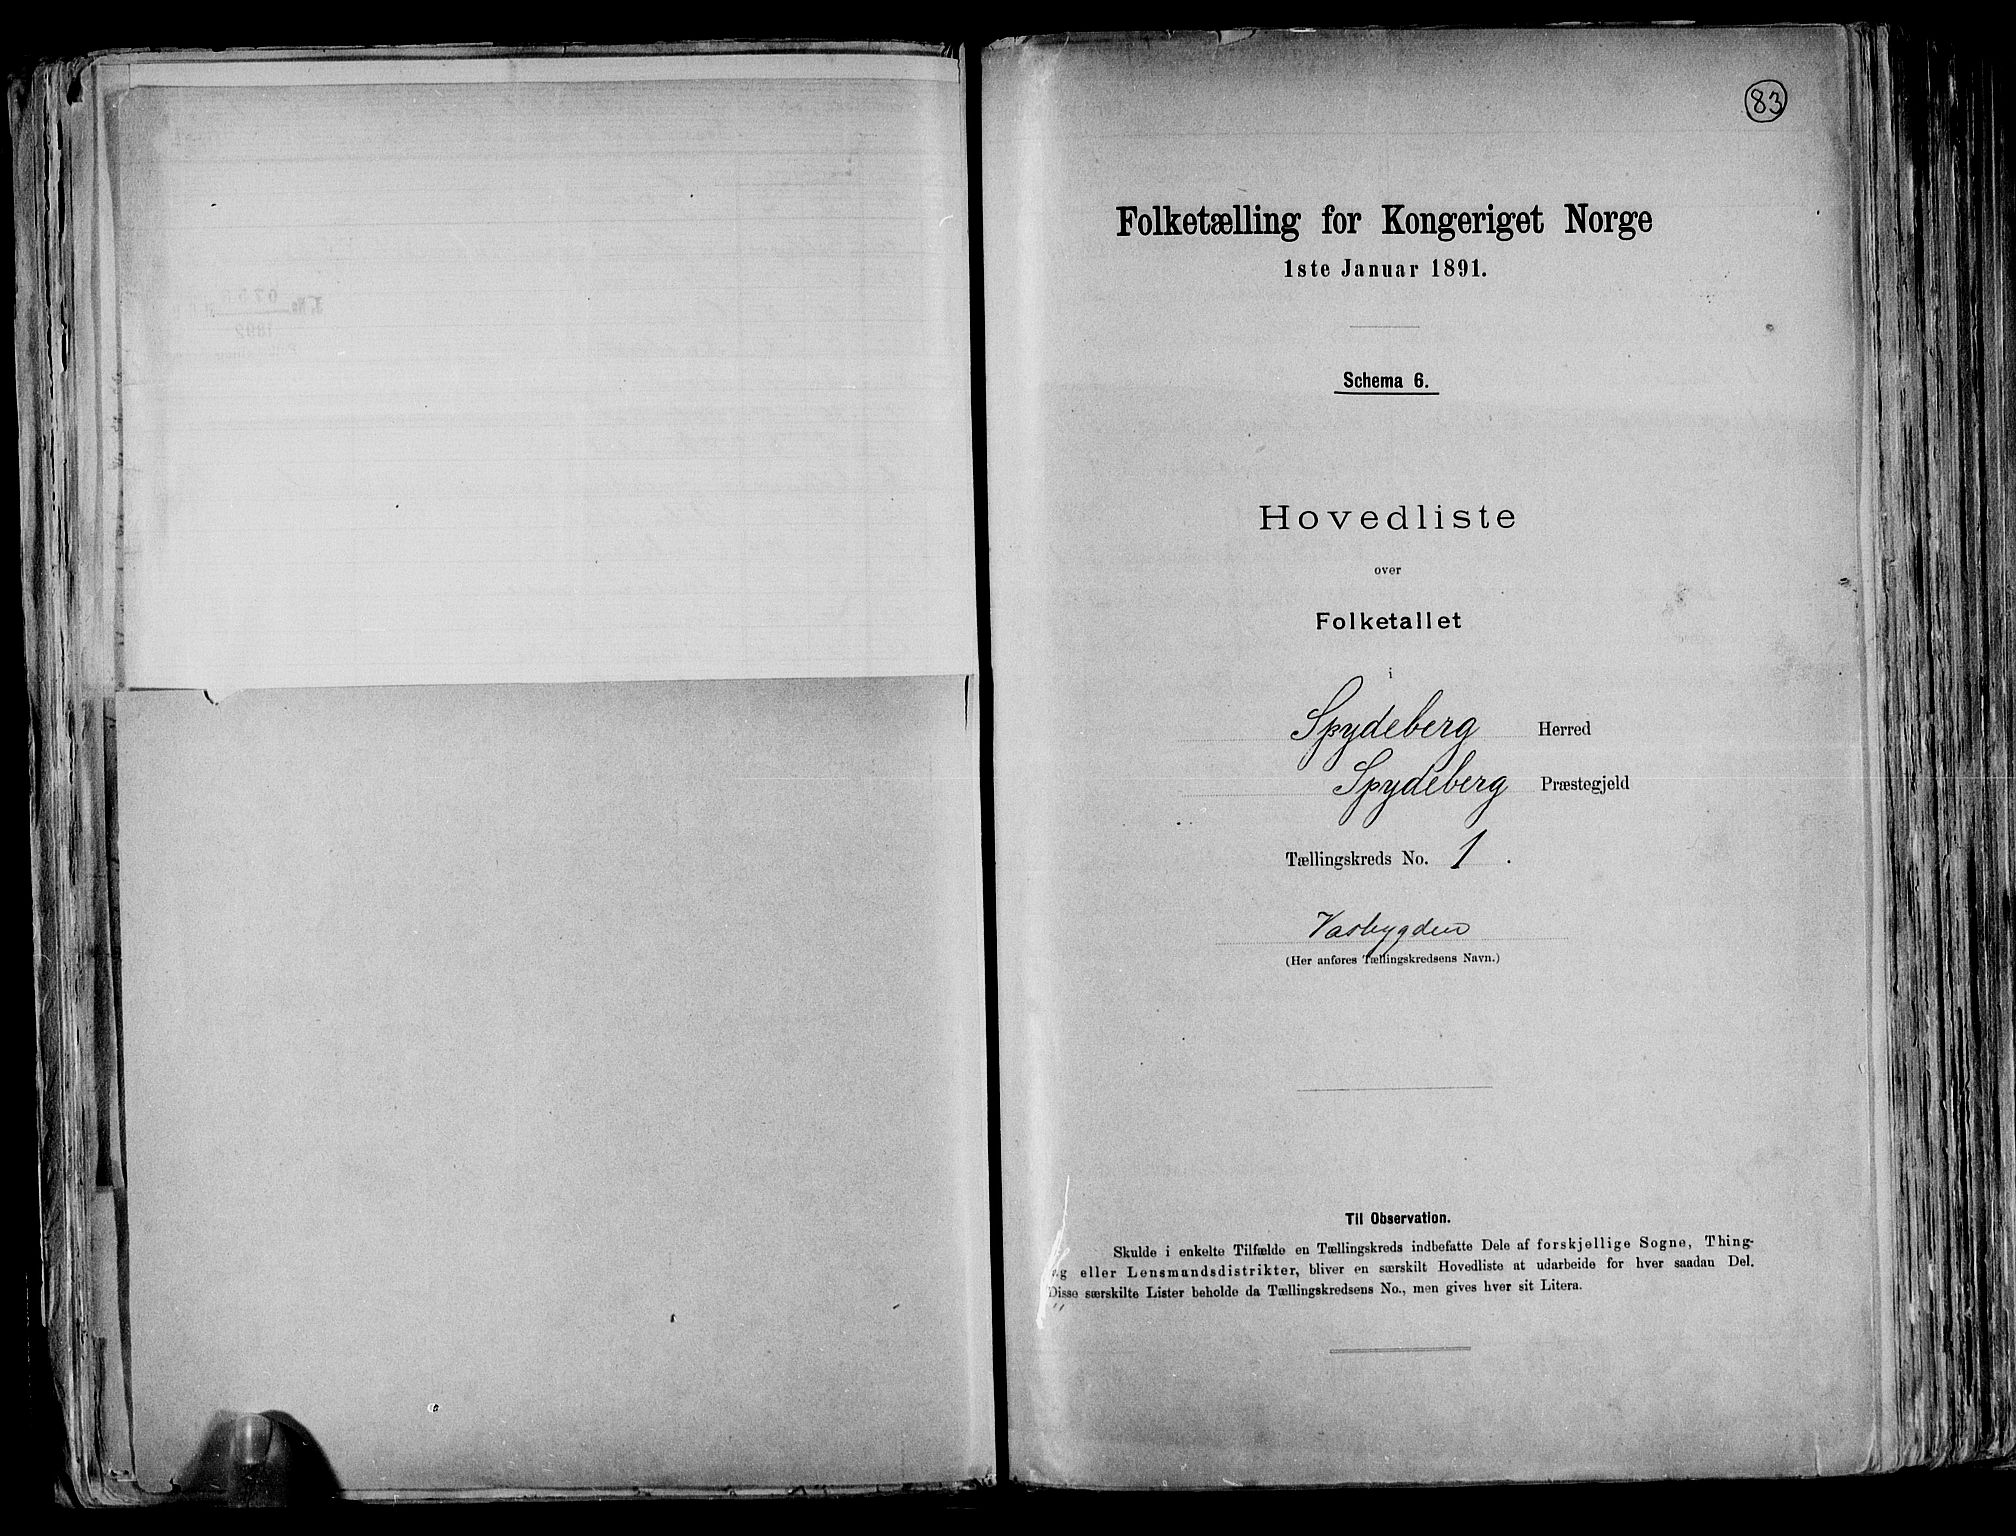 83
Folketælling for Kongeriget Norge
1ste Januar 1891.
Schema 6.
Hovedliste
over
Folketallet
i
Spydeberg Herred
Spydeberg Præstegjeld
Tællingskreds No. 1.
Vasbygden
(Her anføres Tællingskredsens Navn.)
Til Observation.
Skulde i enkelte Tilfælde en Tællingskreds indbefatte Dele af forskjellige Sogne, Thing-
og eller Lensmandsdistrikter, bliver en særskilt Hovedliste at udarbeide for hver saadan Del.
Disse særskilte Lister beholde da Tællingskredsens No., men gives hver sit Litera.